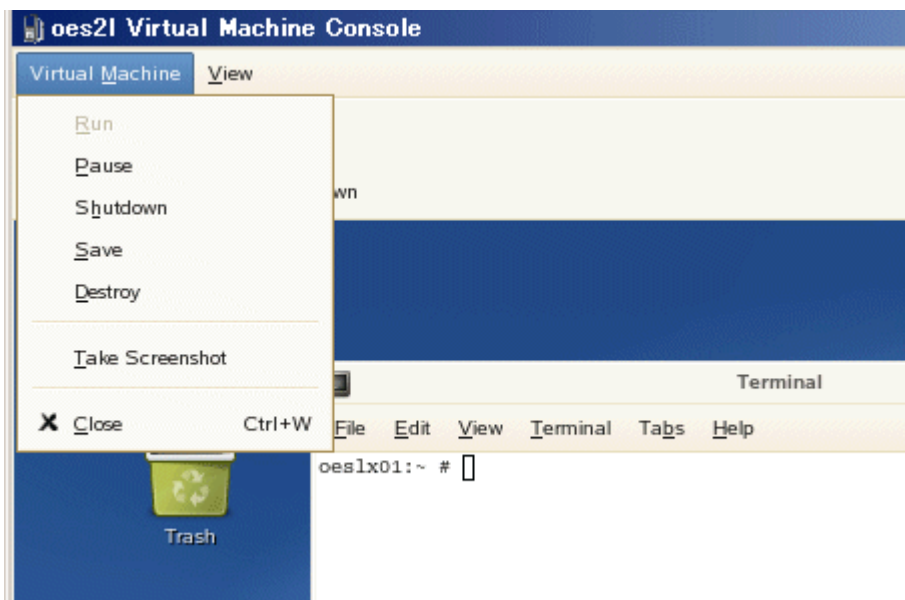 oes2l Virtual Machine Console
Virtual Machine View
Run
Pause
Shutdown
wn
Save
Destroy
Take Screenshot
Close Ctrl+W
Terminal
File Edit View Terminal Tabs Help
oeslx01:~ #
Trash